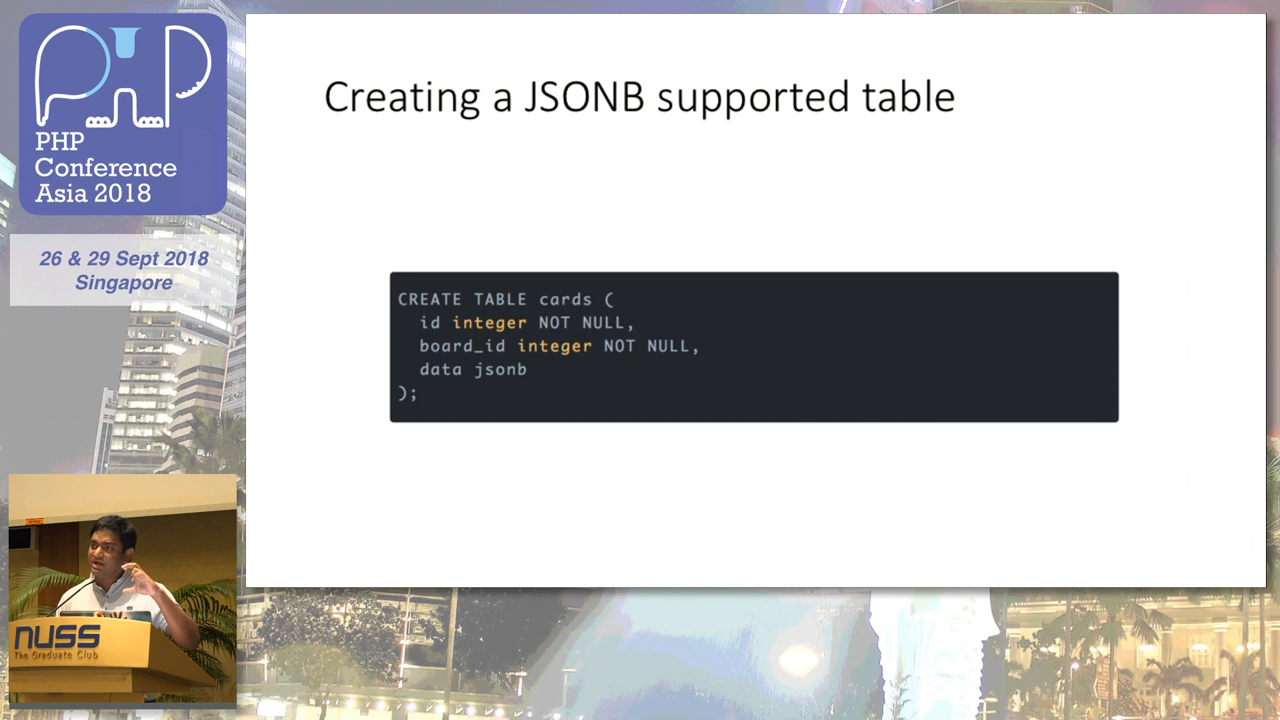 PHP
Conference
Asia 2018
26 & 29 Sept 2018
Singapore
Creating a JSONB supported table
CREATE TABLE cards (
id integer NOT NULL,
board_id integer NOT NULL,
data jsonb
);
NUSS
The Graduate Club